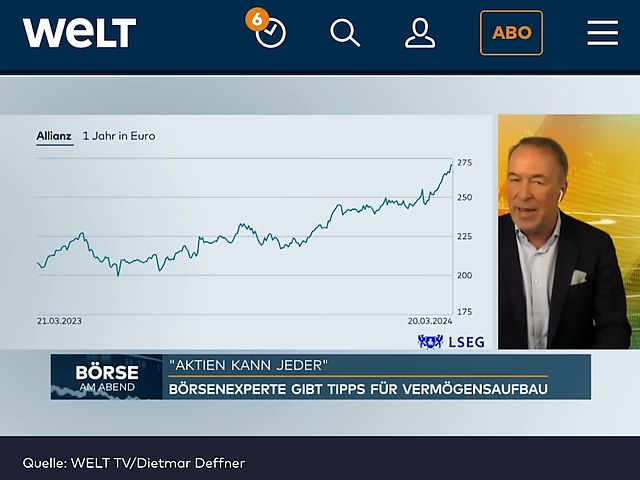 WELT
6
ABO
Allianz 1 Jahr in Euro
275
250
225
200
175
21.03.2023 20.03.2024
LSEG
BÖRSE
AM ABEND
"AKTIEN KANN JEDER"
BÖRSENEXPERTE GIBT TIPPS FÜR VERMÖGENSAUFBAU
Quelle: WELT TV/Dietmar Deffner